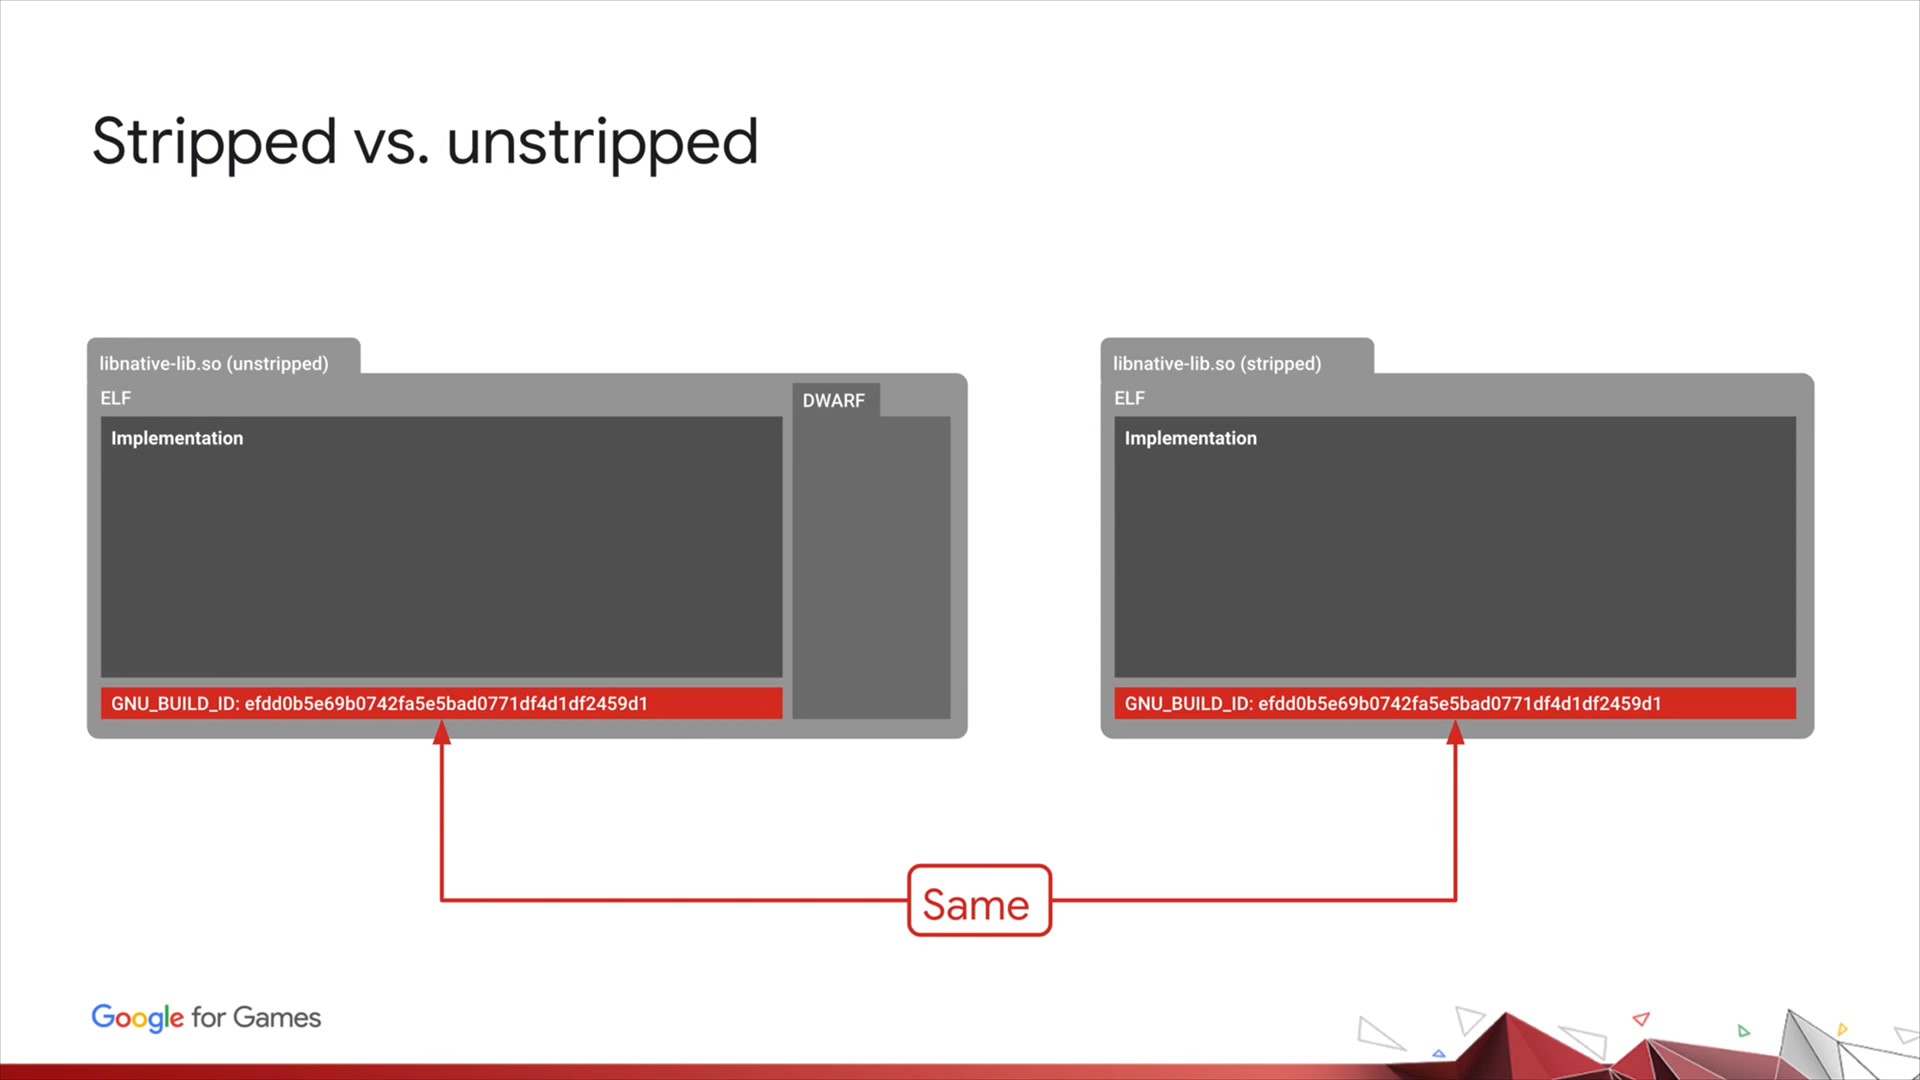 Stripped vs. unstripped
libnative-lib.so (unstripped)
ELF
DWARF
Implementation
GNU_BUILD_ID: efdd0b5e69b0742fa5e5bad0771df4d1df2459d1
libnative-lib.so (stripped)
ELF
Implementation
GNU_BUILD_ID: efdd0b5e69b0742fa5e5bad0771df4d1df2459d1
Same
Google for Games